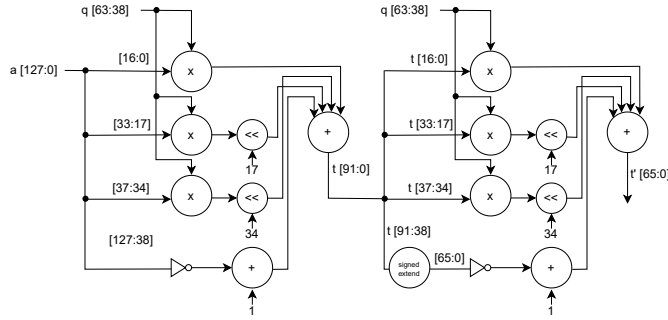 q [63:38]
q [63:38]
[16:0]
x
t [16:0]
x
a [127:0]
[33:17]
x
<<
+
t [33:17]
x
<<
+
17
t [91:0]
17
t' [65:0]
[37:34]
x
<<
t [37:34]
x
<<
34
34
[127:38]
t [91:38]
+
signed
extend
[65:0]
+
1
1